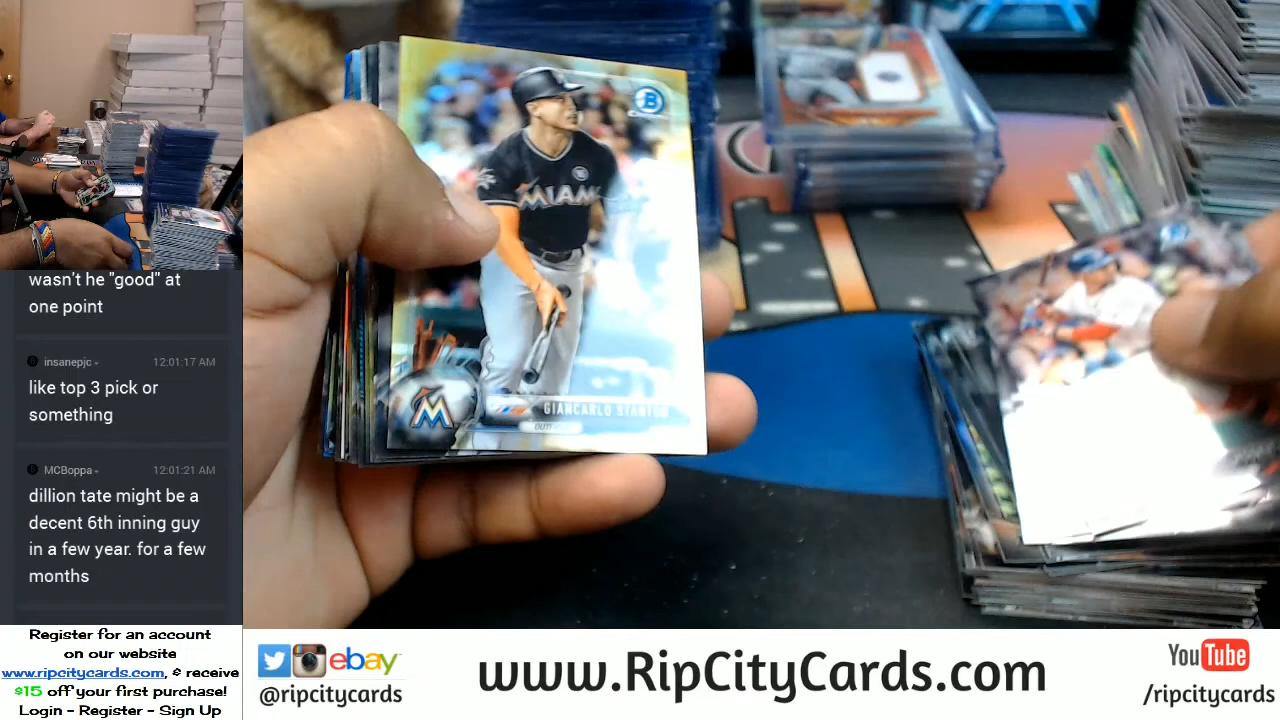 wasn't he "good" at
one point
insanepjc
12:01:17 AM
like top 3 pick or
something
MCBoppa
12:01:21 AM
dillion tate might be a
decent 6th inning guy
in a few year. for a few
months
Register for an account
on our website
www.ripcitycards.com, & receive
$15 off your first purchase!
Login - Register - Sign Up
B
MIAMI
M
GIANCARLO STANTON
ebay
@ripcitycards
www.RipCityCards.com
YouTube
/ripcitycards